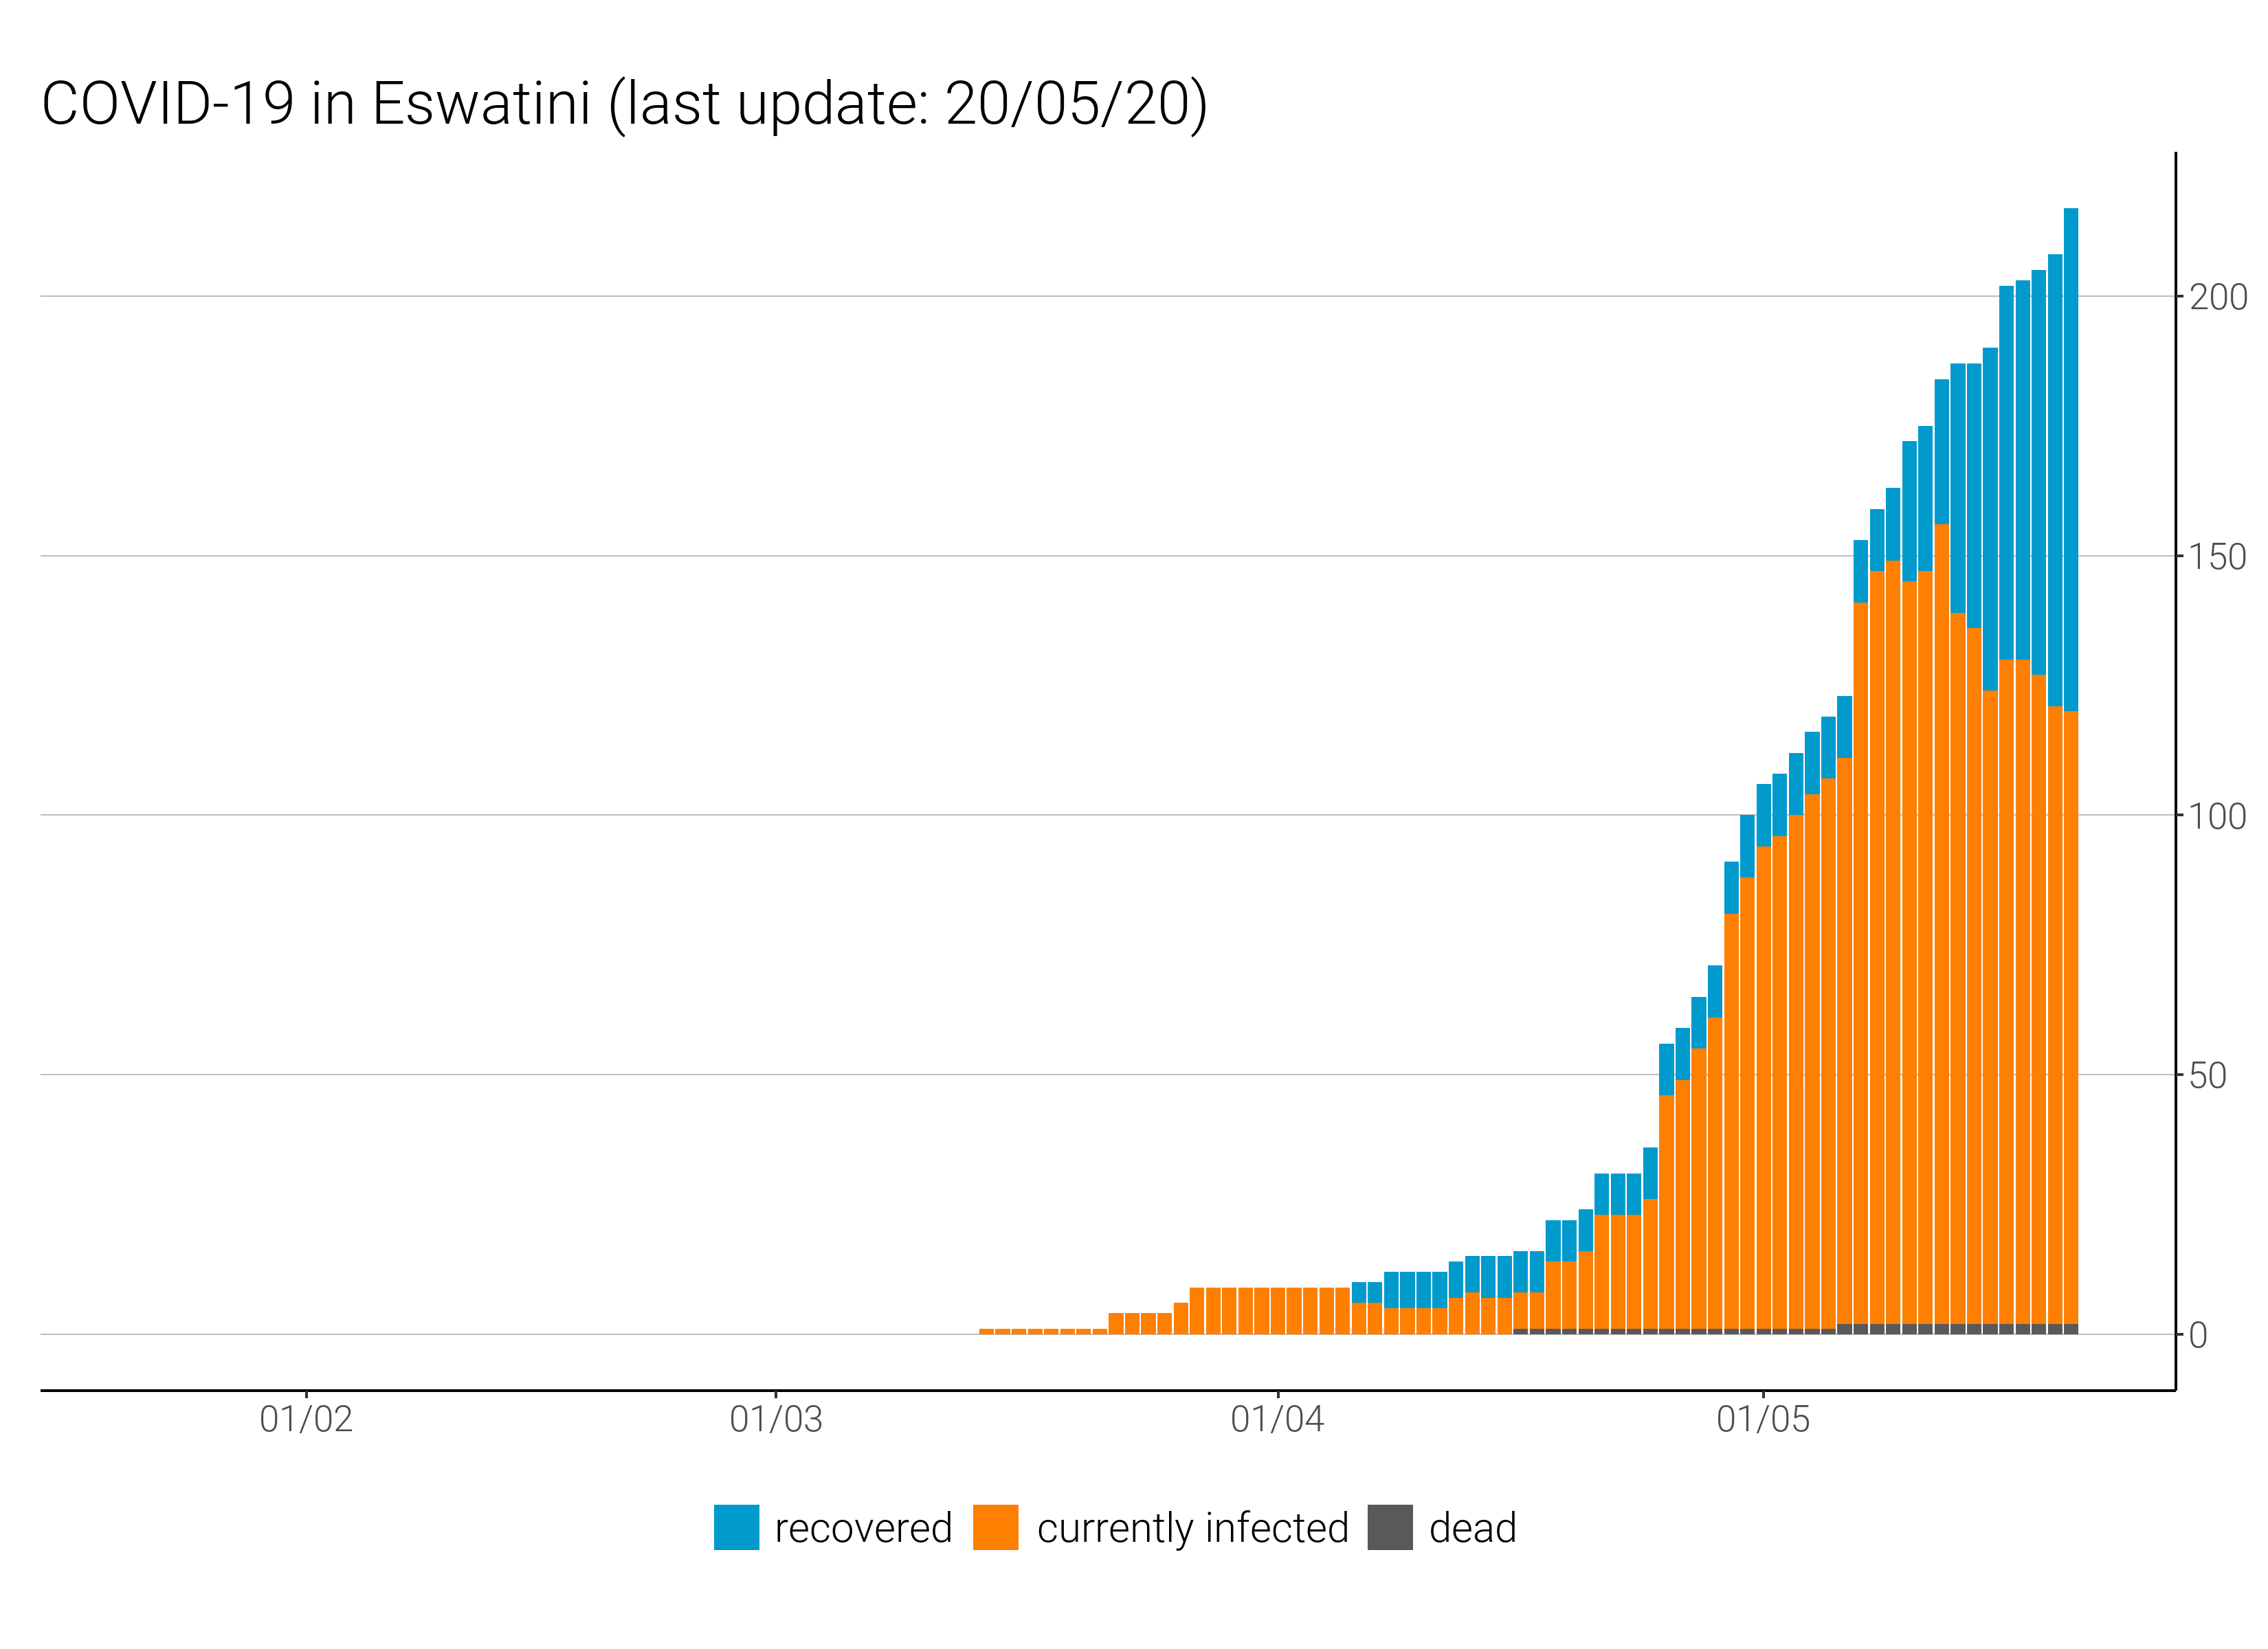 COVID-19 in Eswatini (last update: 20/05/20)
200
150
100
50
0
01/02 01/03 01/04 01/05
recovered currently infected dead